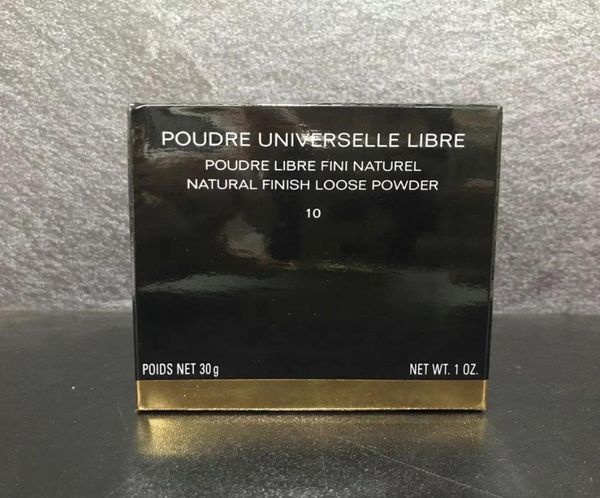 POUDRE UNIVERSELLE LIBRE
POUDRE LIBRE FINI NATUREL
NATURAL FINISH LOOSE POWDER
10
POIDS NET 30g NET WT. 1 OZ.